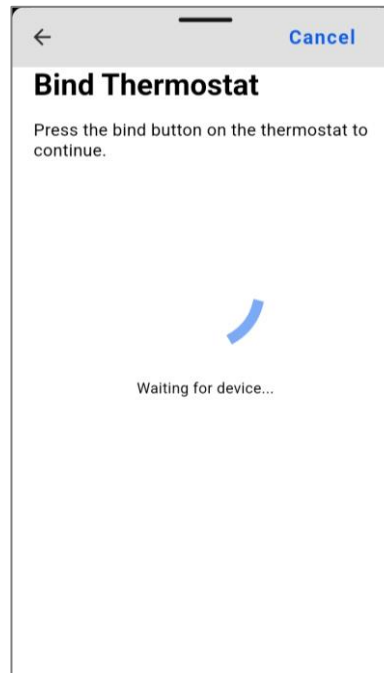 Cancel
Bind Thermostat
Press the bind button on the thermostat to
continue.
Waiting for device...